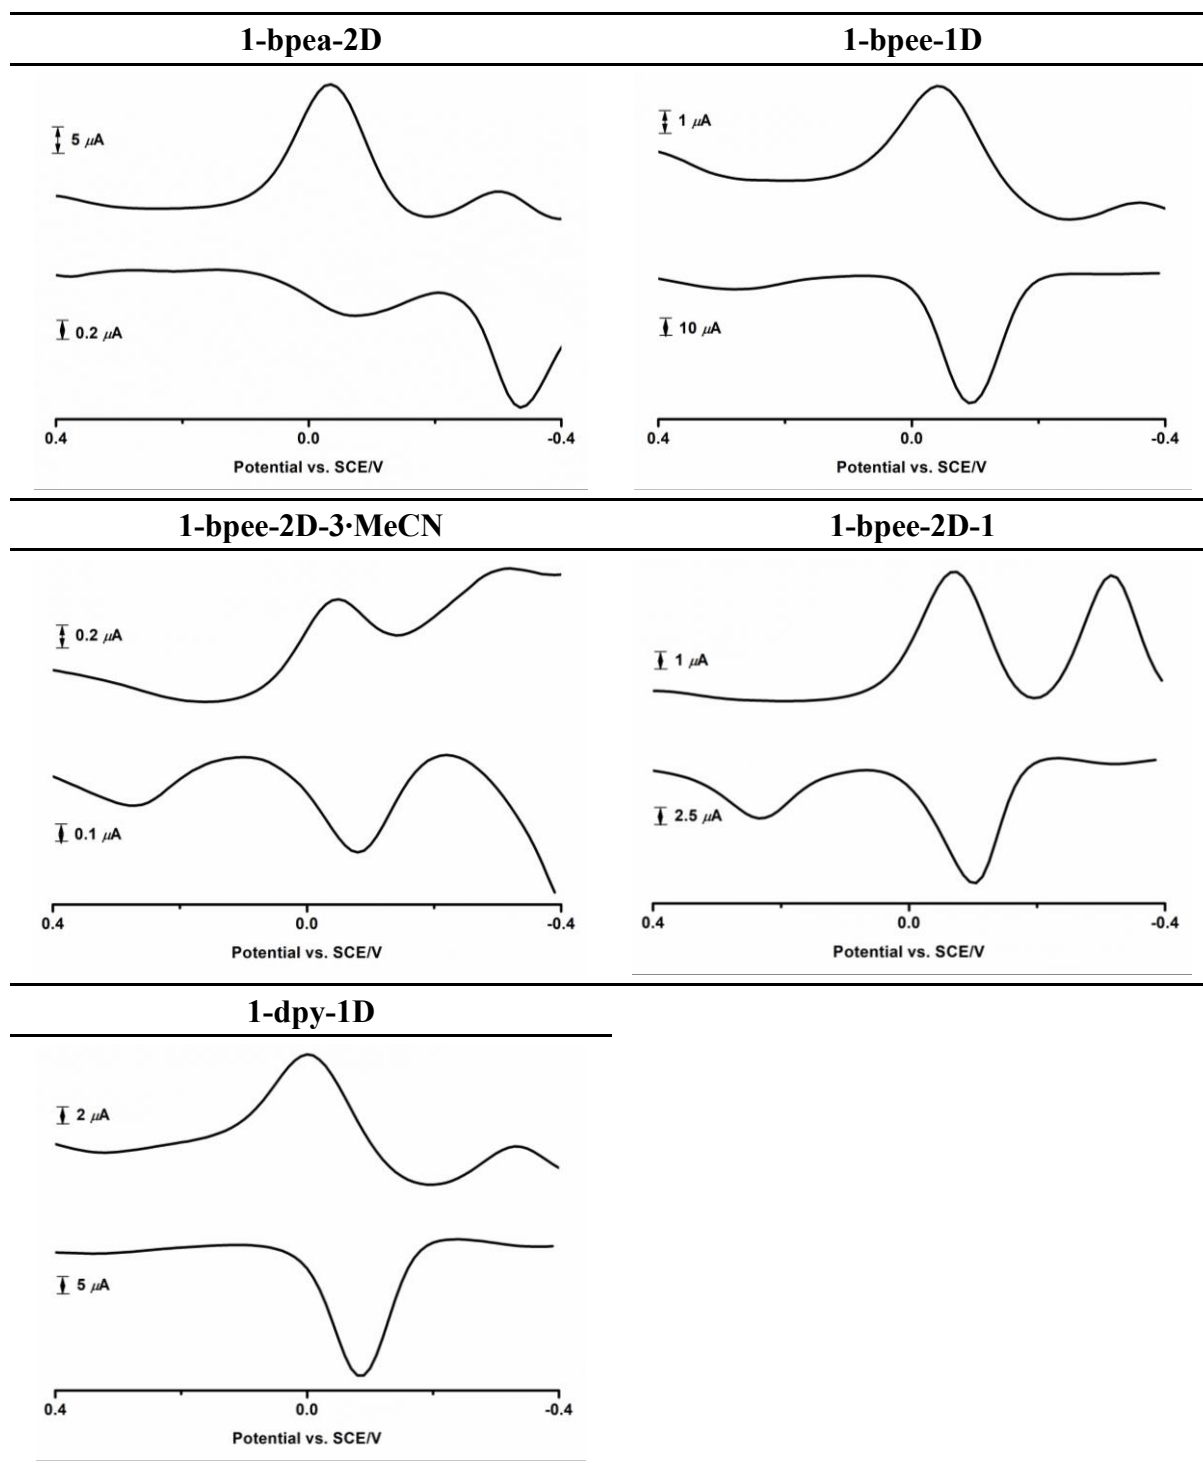 1-bpea-2D
1-bpee-1D
5 μA
0.2 μA
0.4 0.0 -0.4
Potential vs. SCE/V
1 μA
10 μA
0.4 0.0 -0.4
Potential vs. SCE/V
1-bpee-2D-3·MeCN
1-bpee-2D-1
0.2 μA
0.1 μA
0.4 0.0 -0.4
Potential vs. SCE/V
1 μA
2.5 μA
0.4 0.0 -0.4
Potential vs. SCE/V
1-dpy-1D
2 μA
5 μA
0.4 0.0 -0.4
Potential vs. SCE/V